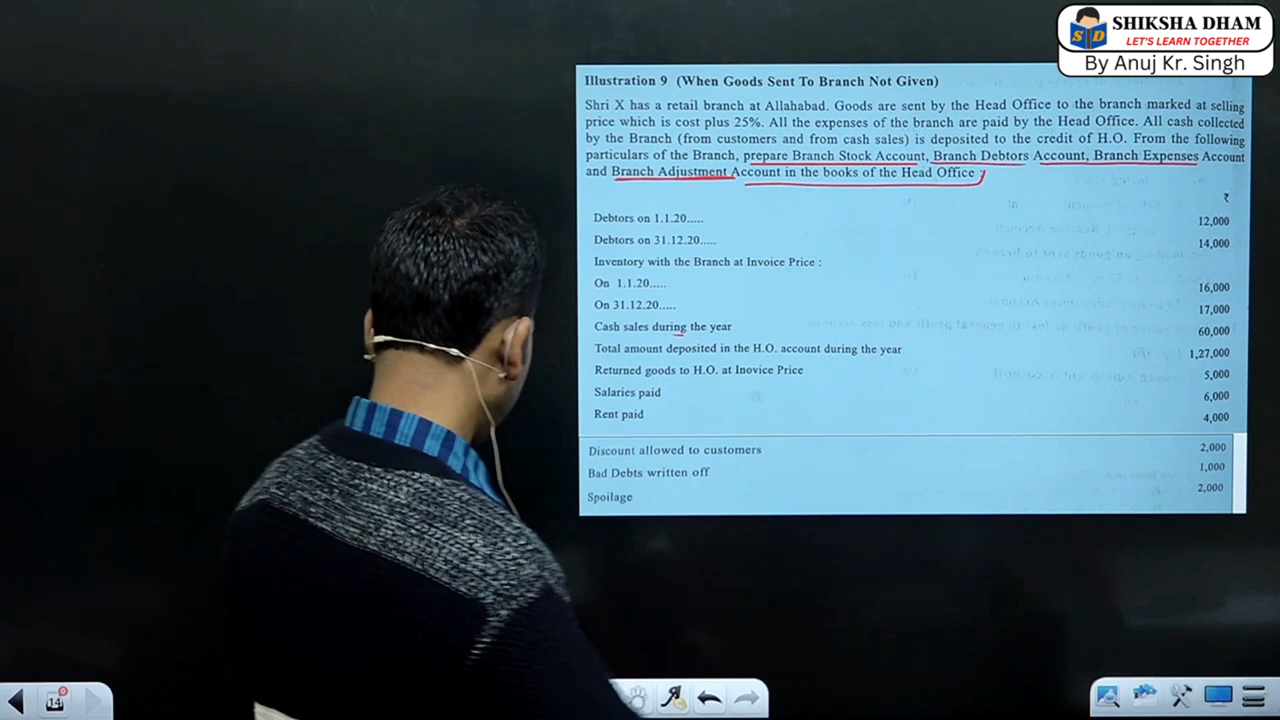 SHIKSHA DHAM
LET'S LEARN TOGETHER
By Anuj Kr. Singh
S D
Illustration 9 (When Goods Sent To Branch Not Given)
Shri X has a retail branch at Allahabad. Goods are sent by the Head Office to the branch marked at selling
price which is cost plus 25%. All the expenses of the branch are paid by the Head Office. All cash collected
by the Branch (from customers and from cash sales) is deposited to the credit of H.O. From the following
particulars of the Branch, prepare Branch Stock Account, Branch Debtors Account, Branch Expenses Account
and Branch Adjustment Account in the books of the Head Office :
₹
Debtors on 1.1.20..... 12,000
Debtors on 31.12.20..... 14,000
Inventory with the Branch at Invoice Price :
On 1.1.20..... 16,000
On 31.12.20..... 17,000
Cash sales during the year 60,000
Total amount deposited in the H.O. account during the year 1,27,000
Returned goods to H.O. at Inovice Price 5,000
Salaries paid 6,000
Rent paid 4,000
Discount allowed to customers 2,000
Bad Debts written off 1,000
Spoilage 2,000
14